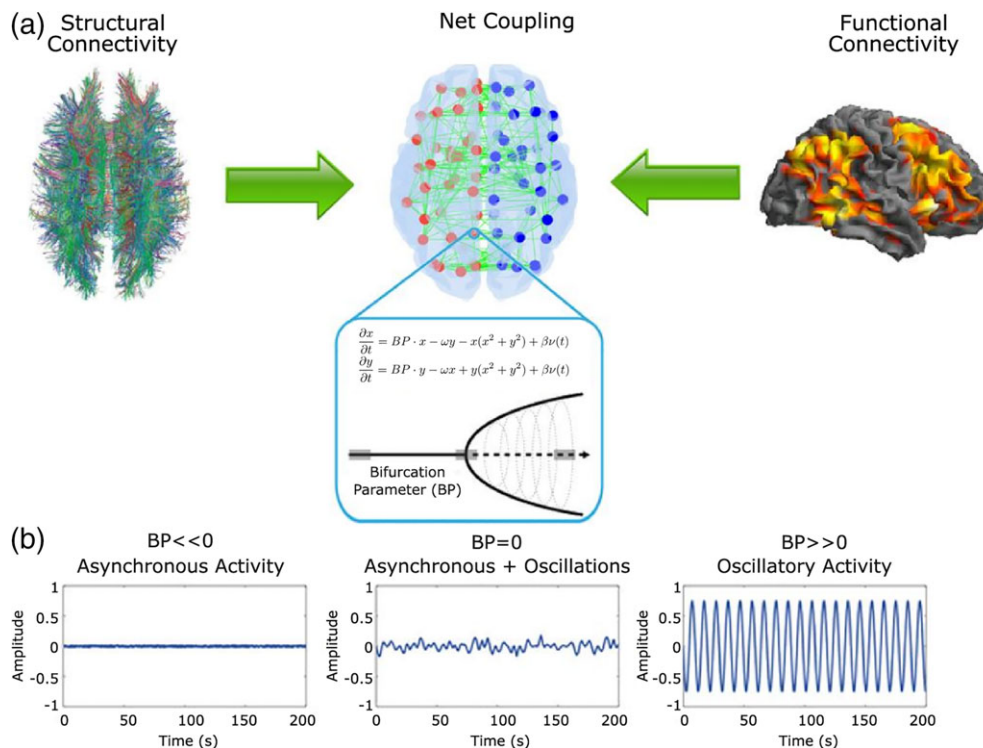 (a)
Structural
Connectivity
Net Coupling
Functional
Connectivity
∂x/∂t = BP · x − ωy − x(x² + y²) + βν(t)
∂y/∂t = BP · y − ωx + y(x² + y²) + βν(t)
Bifurcation
Parameter (BP)
(b)
BP<<0
Asynchronous Activity
BP=0
Asynchronous + Oscillations
BP>>0
Oscillatory Activity
Amplitude
1
0.5
0
-0.5
-1
0 50 100 150 200
Time (s)
Amplitude
1
0.5
0
-0.5
-1
0 50 100 150 200
Time (s)
Amplitude
1
0.5
0
-0.5
-1
0 50 100 150 200
Time (s)